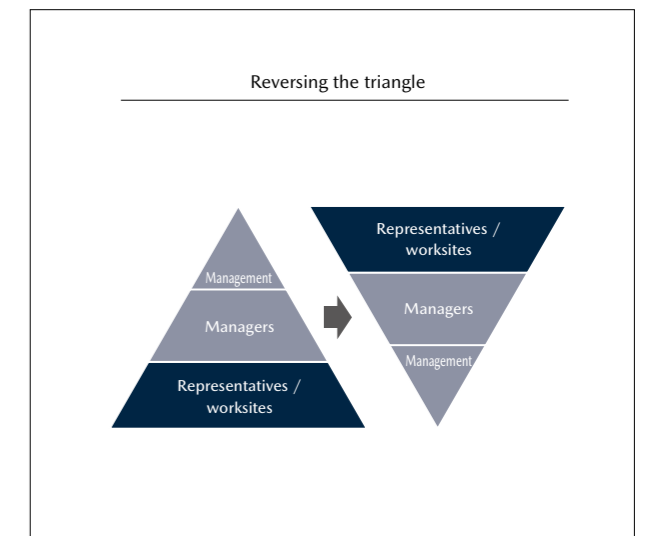 Reversing the triangle
Management
Managers
Representatives /
worksites
Representatives /
worksites
Managers
Management